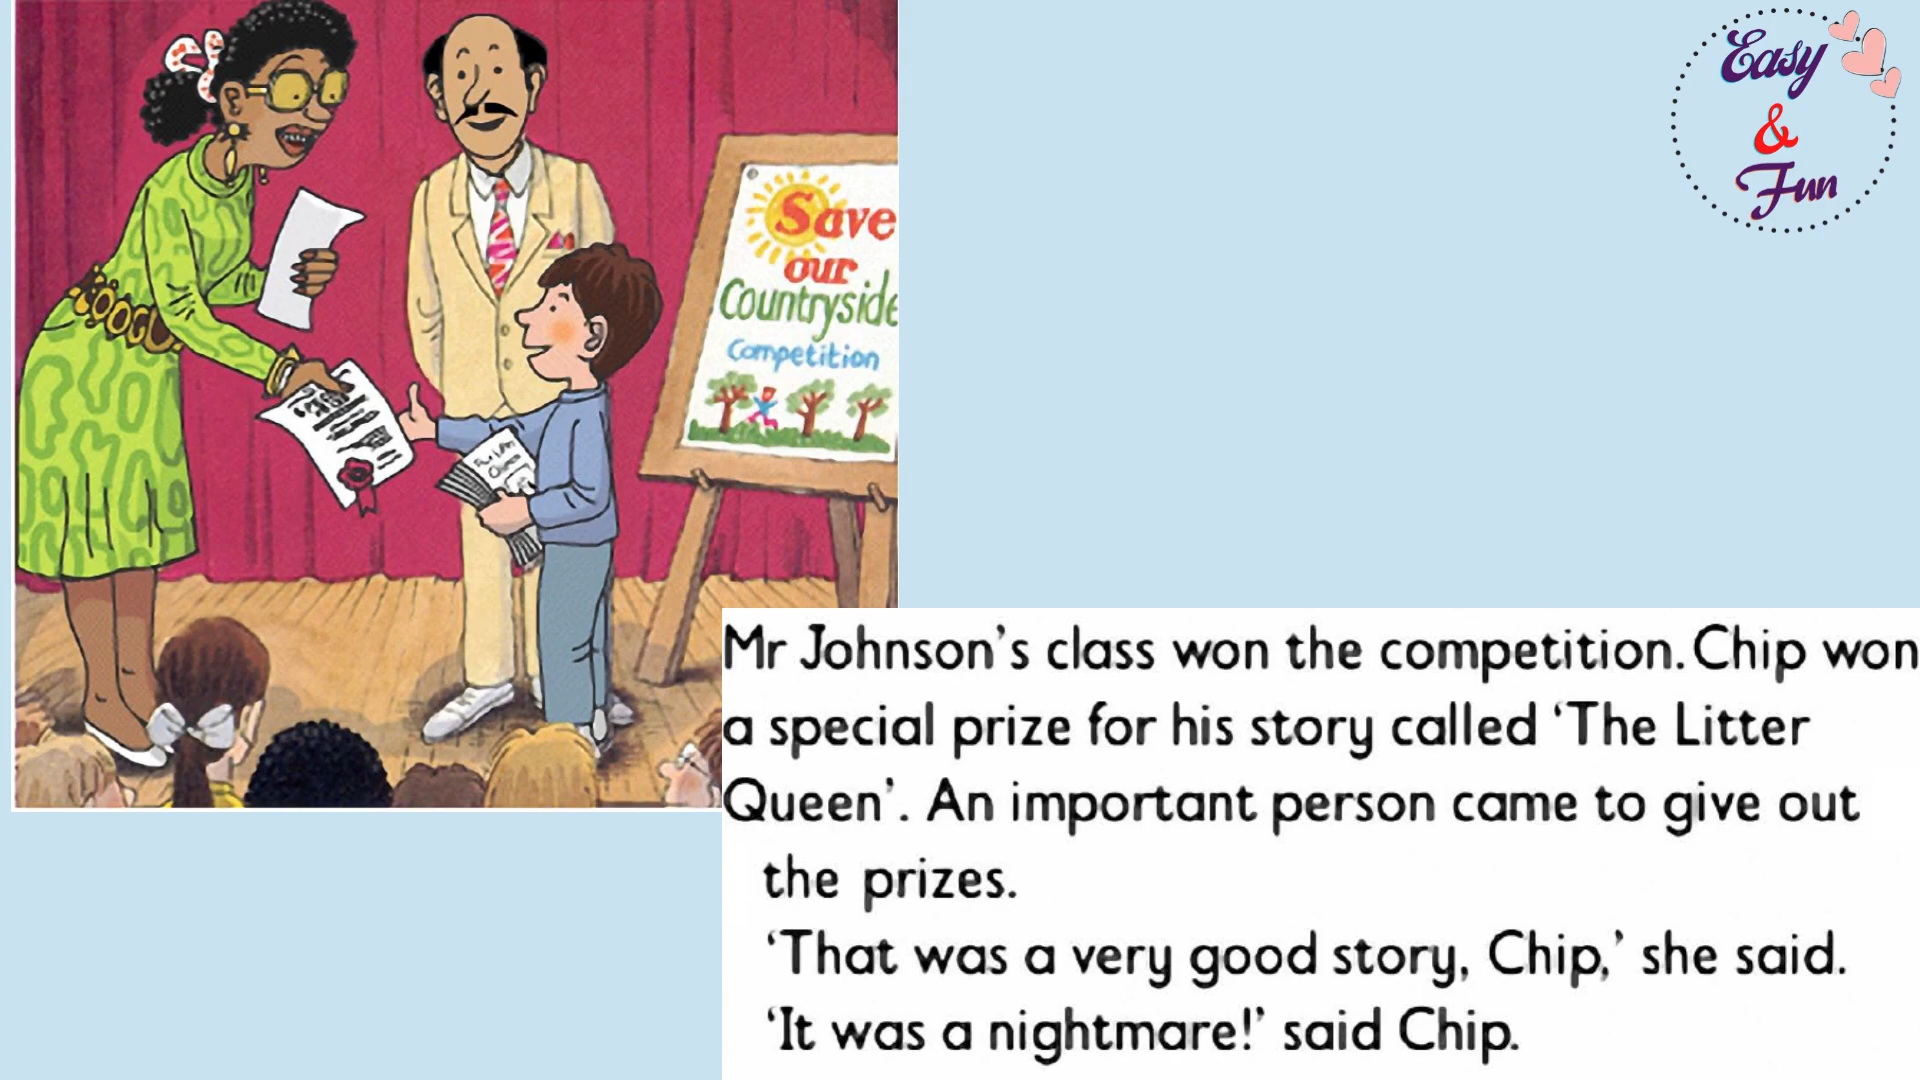 Easy
&
Fun
Save
our
Countryside
Competition
Mr Johnson's class won the competition. Chip won
a special prize for his story called ‘The Litter
Queen’. An important person came to give out
the prizes.
‘That was a very good story, Chip,’ she said.
‘It was a nightmare!’ said Chip.